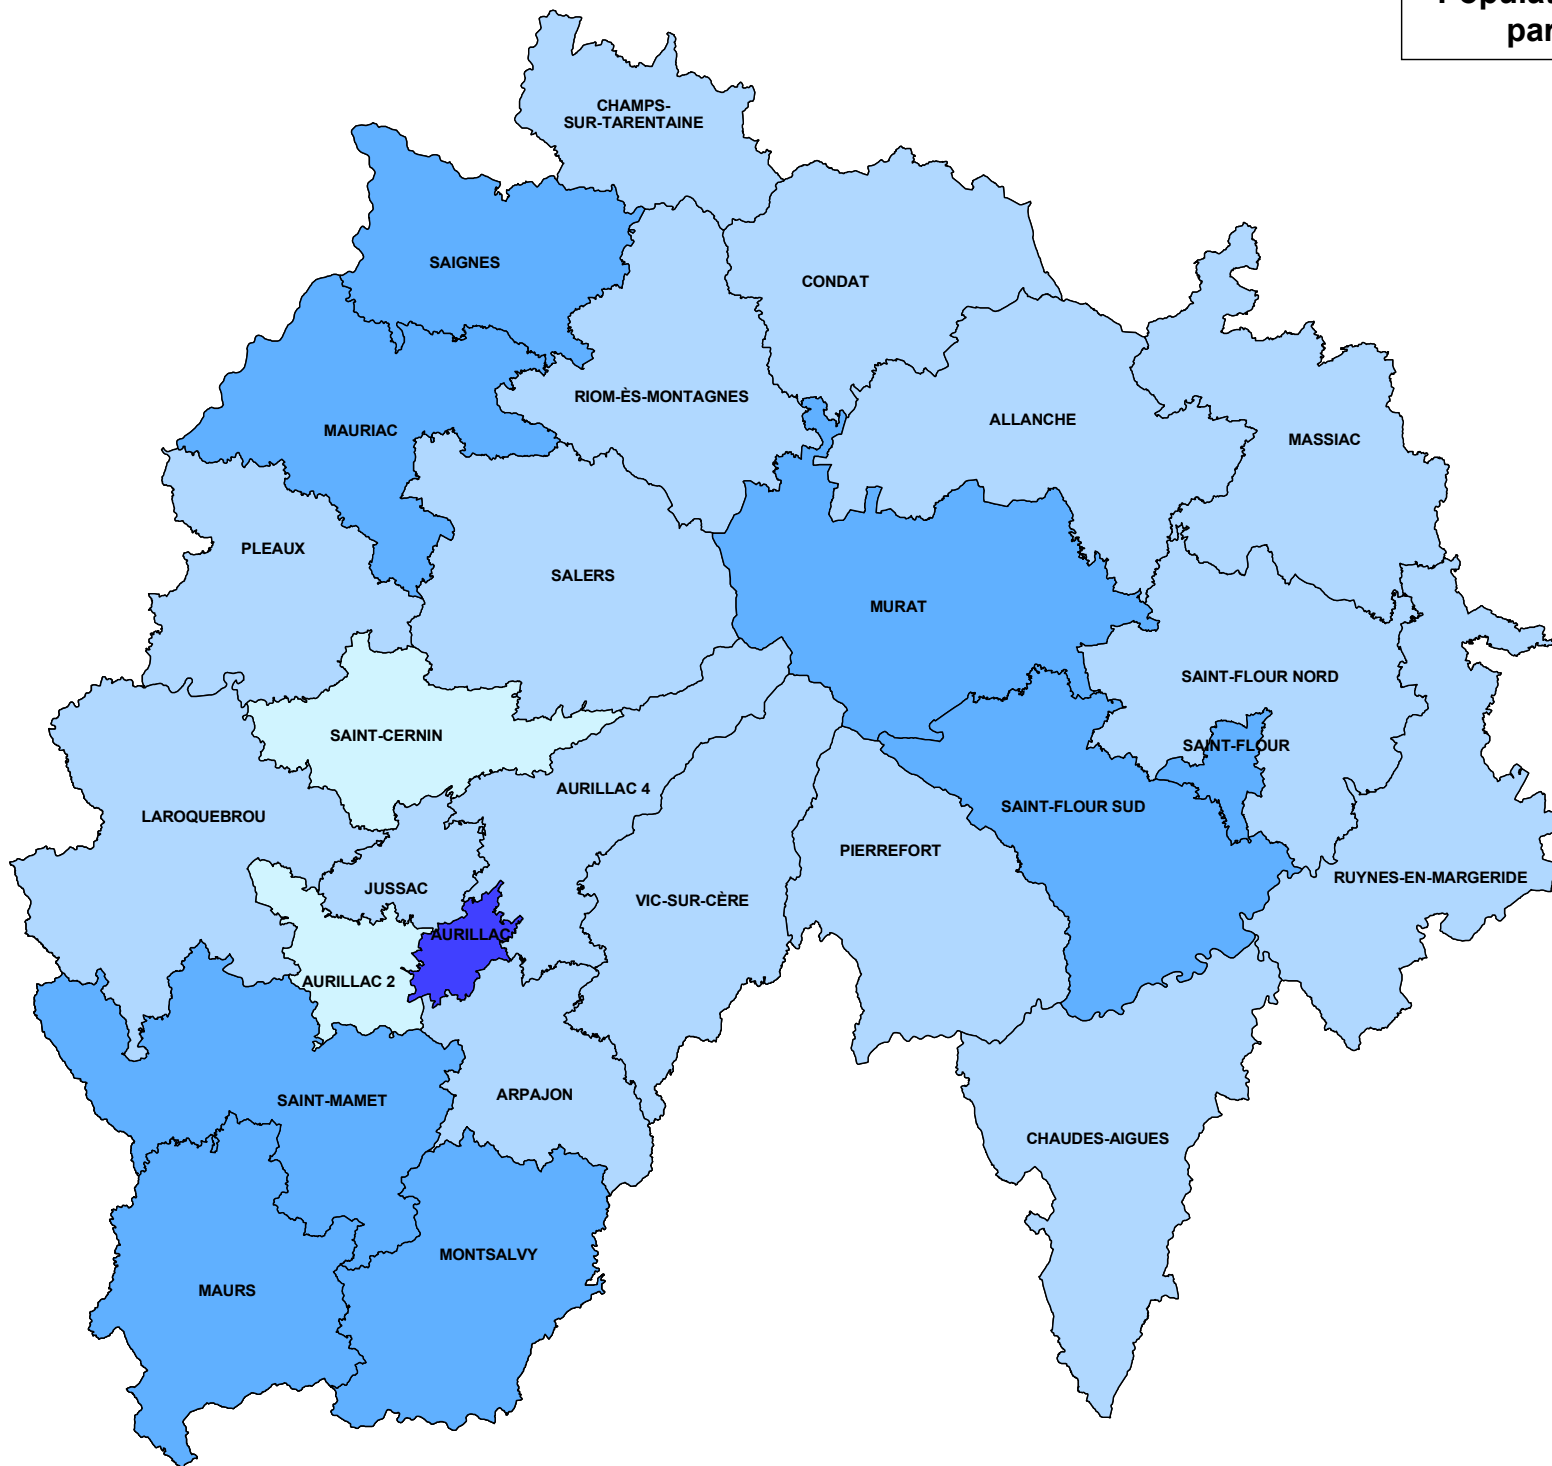 par
CHAMPS-
SUR-TARENTAINE
SAIGNES
CONDAT
RIOM-ÈS-MONTAGNES
ALLANCHE
MAURIAC
MASSIAC
PLEAUX
SALERS
MURAT
SAINT-FLOUR NORD
SAINT-CERNIN
SAINT-FLOUR
AURILLAC 4
SAINT-FLOUR SUD
LAROQUEBROU
PIERREFORT
RUYNES-EN-MARGERIDE
JUSSAC
VIC-SUR-CÈRE
AURILLAC
AURILLAC 2
ARPAJON
SAINT-MAMET
CHAUDES-AIGUES
MONTSALVY
MAURS